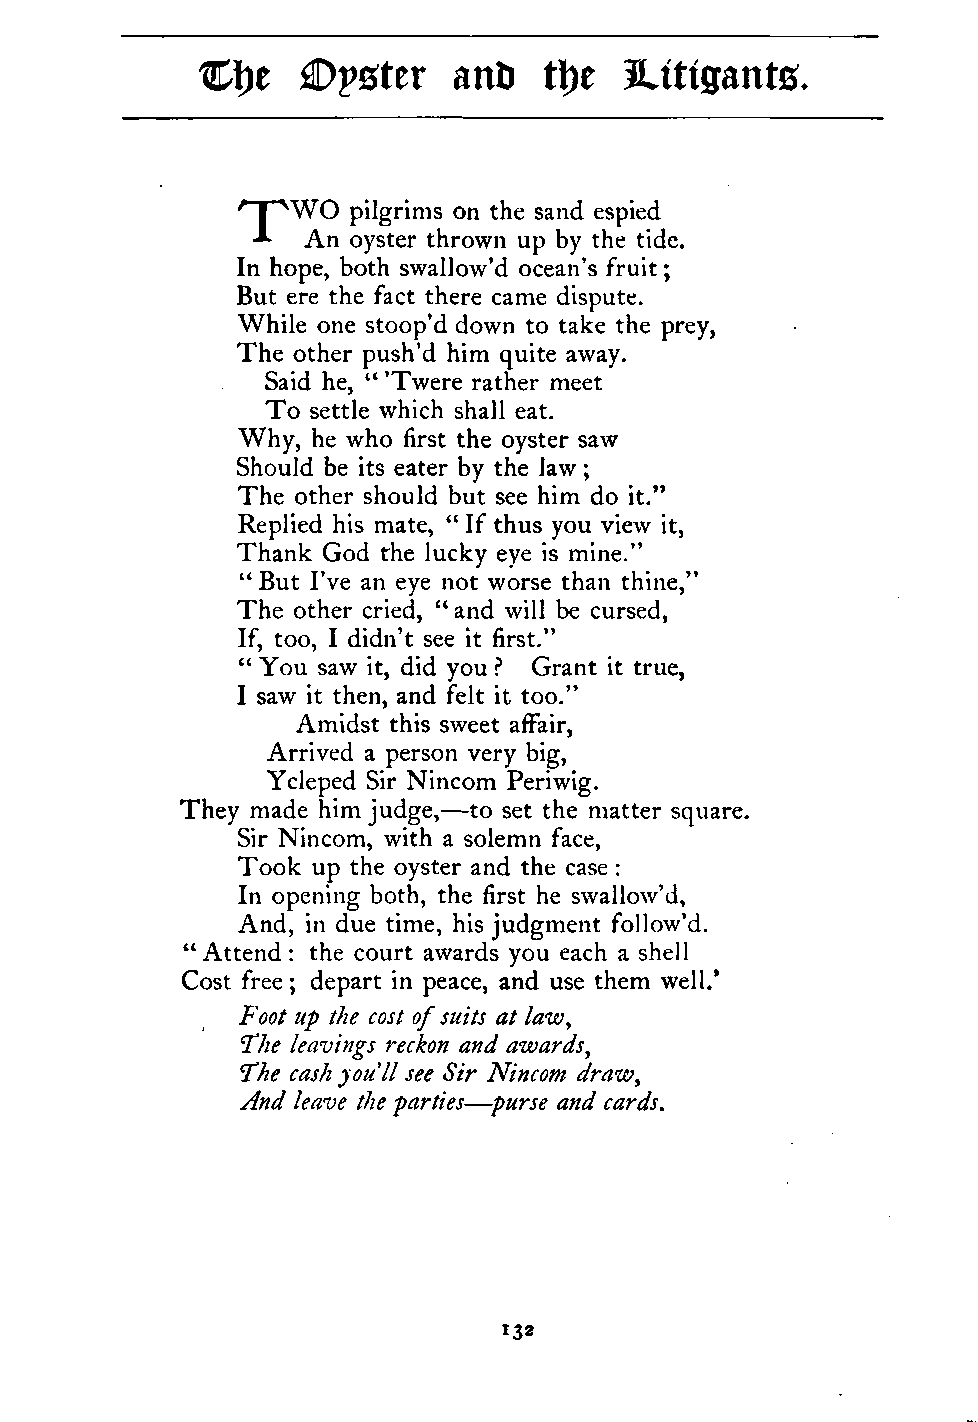 The Oyster and the Litigants.
TWO pilgrims on the sand espied
An oyster thrown up by the tide.
In hope, both swallow'd ocean's fruit;
But ere the fact there came dispute.
While one stoop'd down to take the prey,
The other push'd him quite away.
Said he, "'Twere rather meet
To settle which shall eat.
Why, he who first the oyster saw
Should be its eater by the law;
The other should but see him do it."
Replied his mate, "If thus you view it,
Thank God the lucky eye is mine."
"But I've an eye not worse than thine,"
The other cried, "and will be cursed,
If, too, I didn't see it first."
"You saw it, did you? Grant it true,
I saw it then, and felt it too."
Amidst this sweet affair,
Arrived a person very big,
Ycleped Sir Nincom Periwig.
They made him judge,—to set the matter square.
Sir Nincom, with a solemn face,
Took up the oyster and the case:
In opening both, the first he swallow'd,
And, in due time, his judgment follow'd.
"Attend: the court awards you each a shell
Cost free; depart in peace, and use them well.'
Foot up the cost of suits at law,
The leavings reckon and awards,
The cash you'll see Sir Nincom draw,
And leave the parties—purse and cards.
132